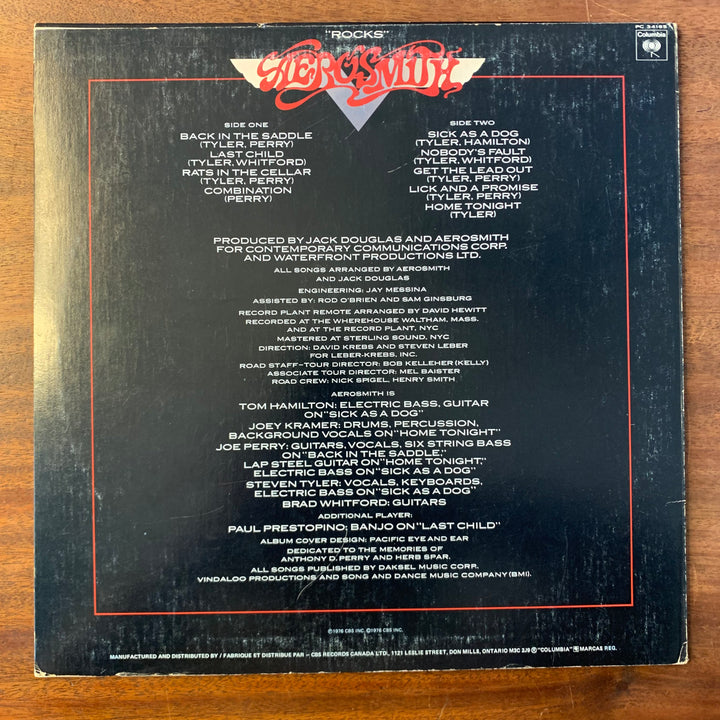 PC 34165
Columbia
"ROCKS"
AEROSMITH
SIDE ONE
BACK IN THE SADDLE
(TYLER, PERRY)
LAST CHILD
(TYLER, WHITFORD)
RATS IN THE CELLAR
(TYLER, PERRY)
COMBINATION
(PERRY)
SIDE TWO
SICK AS A DOG
(TYLER, HAMILTON)
NOBODY'S FAULT
(TYLER, WHITFORD)
GET THE LEAD OUT
(TYLER, PERRY)
LICK AND A PROMISE
(TYLER, PERRY)
HOME TONIGHT
(TYLER)
PRODUCED BY JACK DOUGLAS AND AEROSMITH
FOR CONTEMPORARY COMMUNICATIONS CORP.
AND WATERFRONT PRODUCTIONS LTD.
ALL SONGS ARRANGED BY AEROSMITH
AND JACK DOUGLAS
ENGINEERING: JAY MESSINA
ASSISTED BY: ROD O'BRIEN AND SAM GINSBURG
RECORD PLANT REMOTE ARRANGED BY DAVID HEWITT
RECORDED AT THE WHEREHOUSE WALTHAM, MASS.
AND AT THE RECORD PLANT, NYC
MASTERED AT STERLING SOUND, NYC
DIRECTION: DAVID KREBS AND STEVEN LEBER
FOR LEBER-KREBS, INC.
ROAD STAFF-TOUR DIRECTOR: BOB KELLEHER (KELLY)
ASSOCIATE TOUR DIRECTOR: MEL BAISTER
ROAD CREW: NICK SPIGEL, HENRY SMITH
AEROSMITH IS
TOM HAMILTON: ELECTRIC BASS, GUITAR
ON "SICK AS A DOG"
JOEY KRAMER: DRUMS, PERCUSSION,
BACKGROUND VOCALS ON "HOME TONIGHT"
JOE PERRY: GUITARS, VOCALS, SIX STRING BASS
ON "BACK IN THE SADDLE,"
LAP STEEL GUITAR ON "HOME TONIGHT,"
ELECTRIC BASS ON "SICK AS A DOG"
STEVEN TYLER: VOCALS, KEYBOARDS,
ELECTRIC BASS ON "SICK AS A DOG"
BRAD WHITFORD: GUITARS
ADDITIONAL PLAYER:
PAUL PRESTOPINO: BANJO ON "LAST CHILD"
ALBUM COVER DESIGN: PACIFIC EYE AND EAR
DEDICATED TO THE MEMORIES OF
ANTHONY D. PERRY AND HERB SPAR.
ALL SONGS PUBLISHED BY DAKSEL MUSIC CORP.
VINDALOO PRODUCTIONS AND SONG AND DANCE MUSIC COMPANY (BMI).
©1976 CBS INC. ℗1976 CBS INC.
MANUFACTURED AND DISTRIBUTED BY / FABRIQUE ET DISTRIBUE PAR - CBS RECORDS CANADA LTD., 1121 LESLIE STREET, DON MILLS, ONTARIO M3C 2J9 ® "COLUMBIA" MARCAS REG.